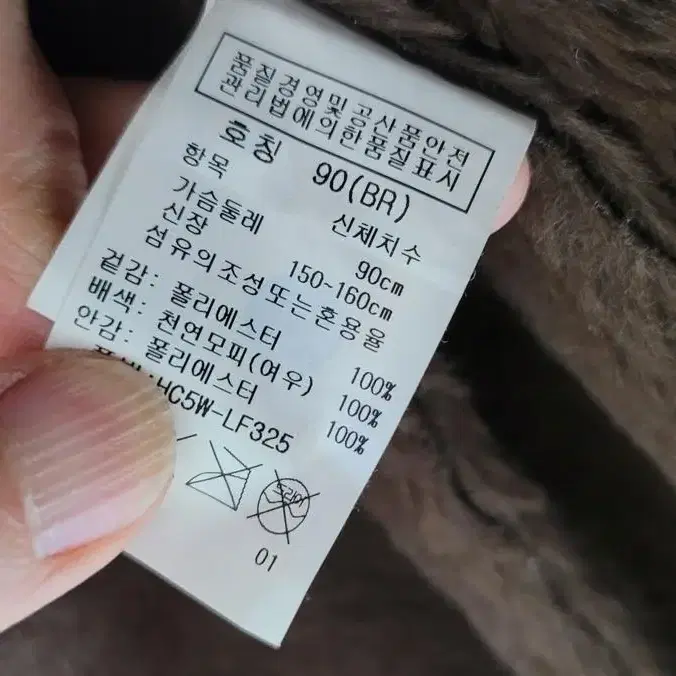 품질경영및공산품안전
관리법에의한품질표시
호칭 90(BR)
항목 신체치수
가슴둘레 90cm
신장 150~160cm
섬유의조성또는혼용율
겉감: 폴리에스터 100%
배색: 천연모피(여우) 100%
안감: 폴리에스터 100%
HC5W-LF325
드라이
01